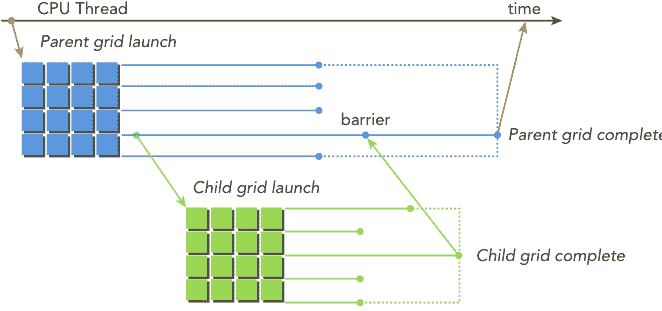 CPU Thread
time
Parent grid launch
barrier
Parent grid complete
Child grid launch
Child grid complete